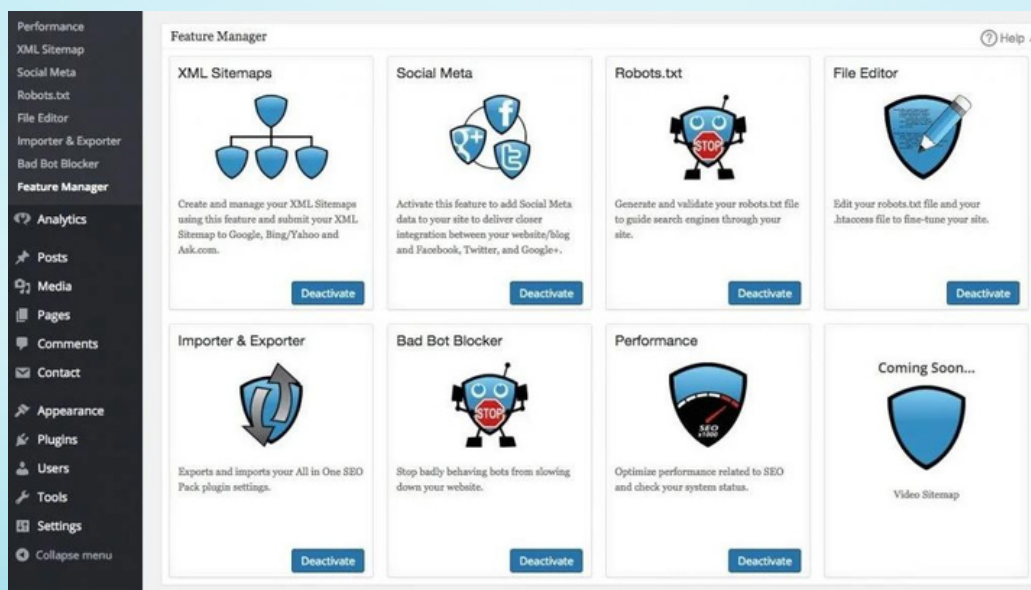 Performance
XML Sitemap
Social Meta
Robots.txt
File Editor
Importer & Exporter
Bad Bot Blocker
Feature Manager
Analytics
Posts
Media
Pages
Comments
Contact
Appearance
Plugins
Users
Tools
Settings
Collapse menu
Feature Manager
Help
XML Sitemaps
Create and manage your XML Sitemaps
using this feature and submit your XML
Sitemap to Google, Bing/Yahoo and
Ask.com.
Deactivate
Social Meta
g+
f
t
Activate this feature to add Social Meta
data to your site to deliver closer
integration between your website/blog
and Facebook, Twitter, and Google+.
Deactivate
Robots.txt
STOP
Generate and validate your robots.txt file
to guide search engines through your
site.
Deactivate
File Editor
Edit your robots.txt file and your
.htaccess file to fine-tune your site.
Deactivate
Importer & Exporter
Exports and imports your All in One SEO
Pack plugin settings.
Deactivate
Bad Bot Blocker
STOP
Stop badly behaving bots from slowing
down your website.
Deactivate
Performance
SEO
x1000
Optimize performance related to SEO
and check your system status.
Deactivate
Coming Soon...
Video Sitemap